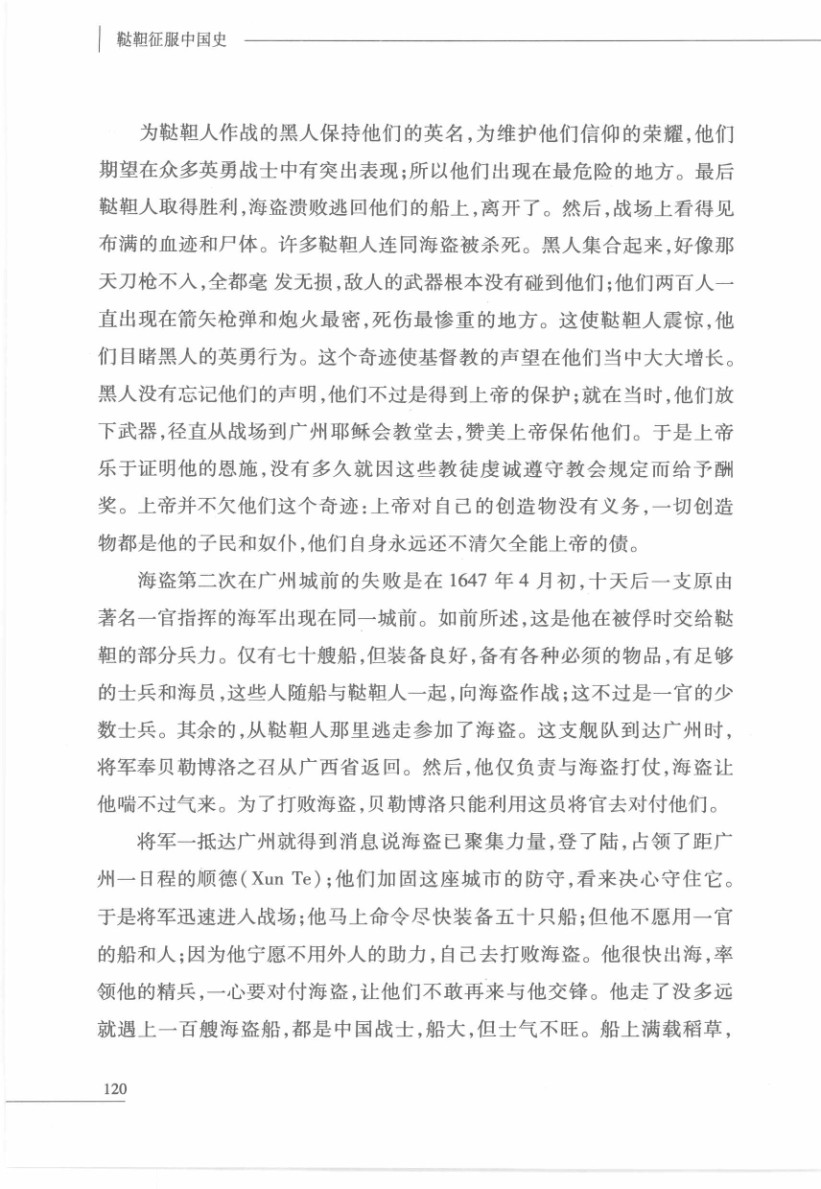 鞑靼征服中国史
为鞑靼人作战的黑人保持他们的英名,为维护他们信仰的荣耀,他们
期望在众多英勇战士中有突出表现;所以他们出现在最危险的地方。最后
鞑靼人取得胜利,海盗溃败逃回他们的船上,离开了。然后,战场上看得见
布满的血迹和尸体。许多鞑靼人连同海盗被杀死。黑人集合起来,好像那
天刀枪不入,全都毫 发无损,敌人的武器根本没有碰到他们;他们两百人一
直出现在箭矢枪弹和炮火最密,死伤最惨重的地方。这使鞑靼人震惊,他
们目睹黑人的英勇行为。这个奇迹使基督教的声望在他们当中大大增长。
黑人没有忘记他们的声明,他们不过是得到上帝的保护;就在当时,他们放
下武器,径直从战场到广州耶稣会教堂去,赞美上帝保佑他们。于是上帝
乐于证明他的恩施,没有多久就因这些教徒虔诚遵守教会规定而给予酬
奖。上帝并不欠他们这个奇迹:上帝对自己的创造物没有义务,一切创造
物都是他的子民和奴仆,他们自身永远还不清欠全能上帝的债。
海盗第二次在广州城前的失败是在 1647 年 4 月初,十天后一支原由
著名一官指挥的海军出现在同一城前。如前所述,这是他在被俘时交给鞑
靼的部分兵力。仅有七十艘船,但装备良好,备有各种必须的物品,有足够
的士兵和海员,这些人随船与鞑靼人一起,向海盗作战;这不过是一官的少
数士兵。其余的,从鞑靼人那里逃走参加了海盗。这支舰队到达广州时,
将军奉贝勒博洛之召从广西省返回。然后,他仅负责与海盗打仗,海盗让
他喘不过气来。为了打败海盗,贝勒博洛只能利用这员将官去对付他们。
将军一抵达广州就得到消息说海盗已聚集力量,登了陆,占领了距广
州一日程的顺德(Xun Te);他们加固这座城市的防守,看来决心守住它。
于是将军迅速进入战场;他马上命令尽快装备五十只船;但他不愿用一官
的船和人;因为他宁愿不用外人的助力,自己去打败海盗。他很快出海,率
领他的精兵,一心要对付海盗,让他们不敢再来与他交锋。他走了没多远
就遇上一百艘海盗船,都是中国战士,船大,但士气不旺。船上满载稻草,
120